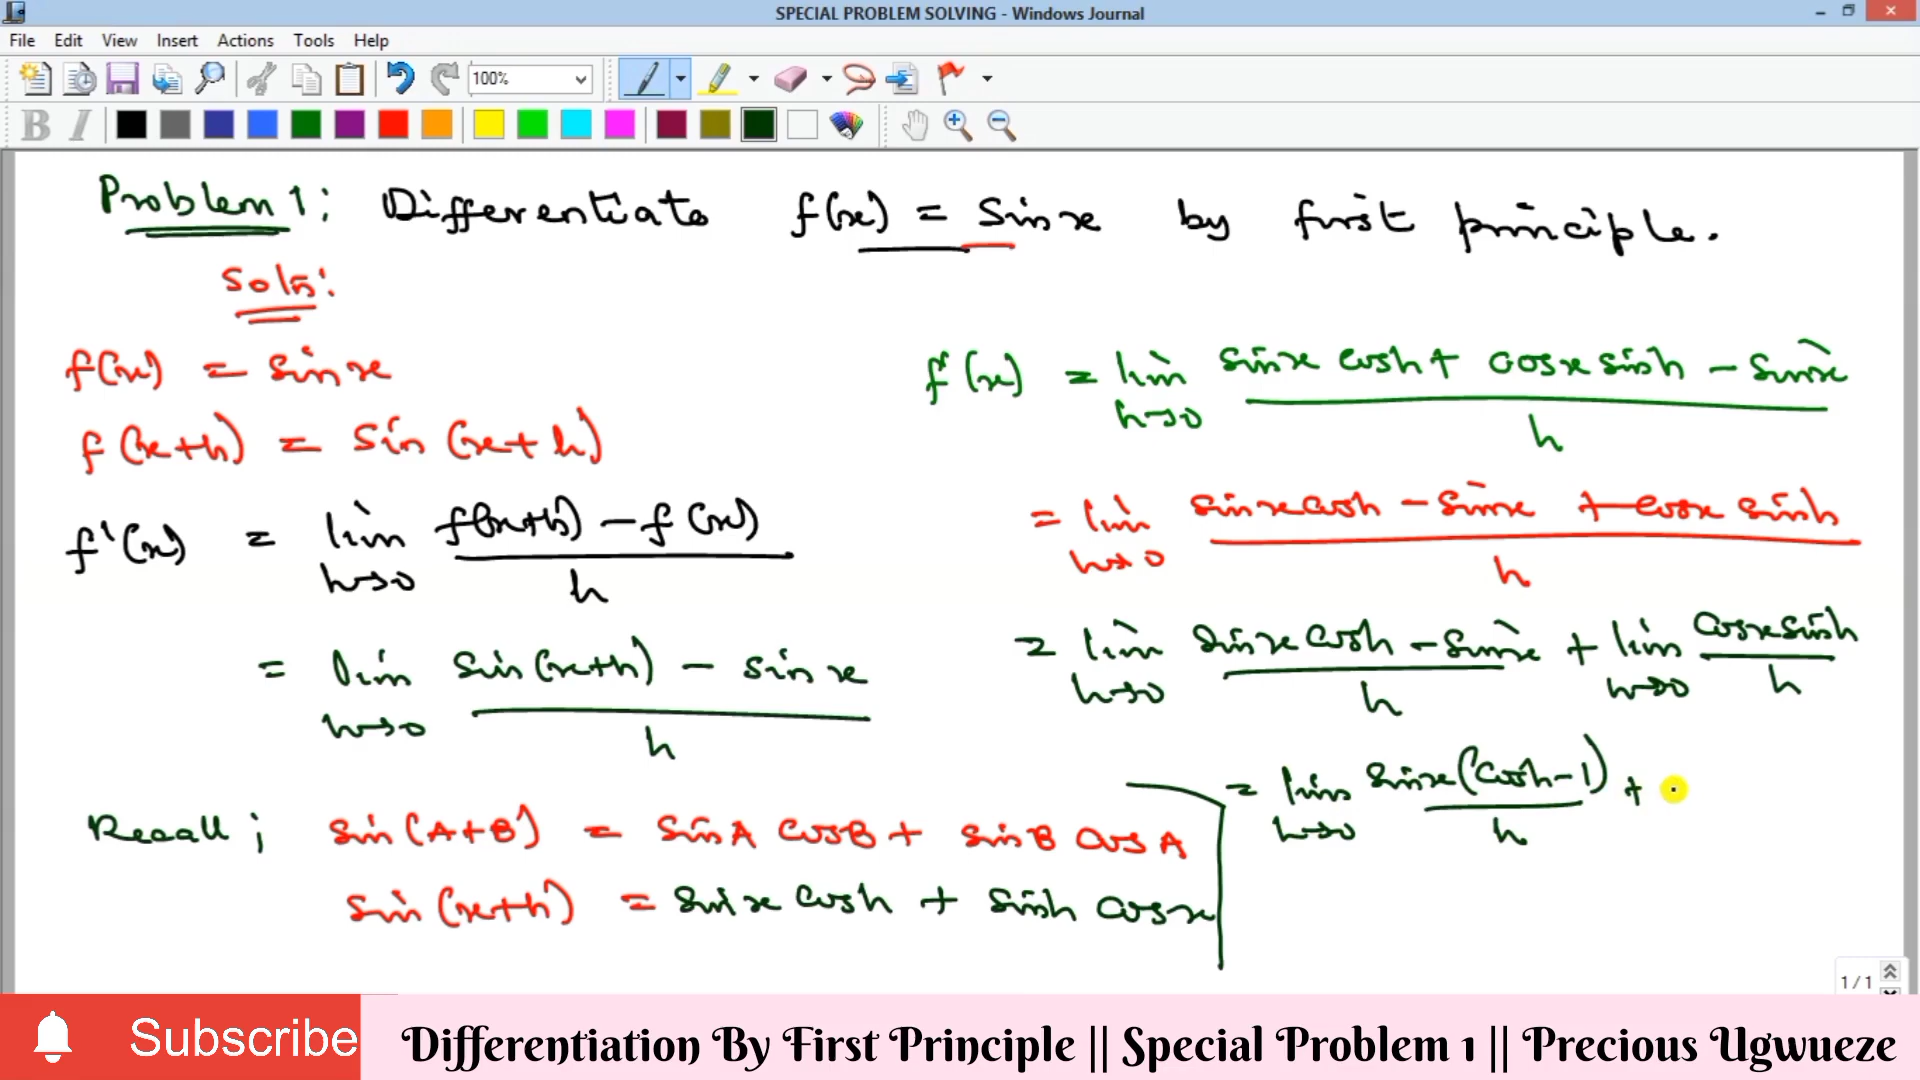 SPECIAL PROBLEM SOLVING - Windows Journal
File Edit View Insert Actions Tools Help
100%
B I
Problem 1: Differentiate f(x) = sin x by first principle.
Soln:
f(x) = sin x
f(x+h) = sin (x+h)
f'(x) = lim h→0 f(x+h) - f(x) / h
= lim h→0 sin(x+h) - sin x / h
Recall; sin(A+B) = sinA cosB + sinB cosA
sin(x+h) = sinx cosh + sinh cosx
f'(x) = lim h→0 sinx cosh + cosx sinh - sinx / h
= lim h→0 sinx cosh - sinx + cosx sinh / h
= lim h→0 sinx cosh - sinx / h + lim h→0 cosx sinh / h
= lim h→0 sinx(cosh-1) / h +
1/1
Subscribe
Differentiation By First Principle || Special Problem 1 || Precious Ugwueze